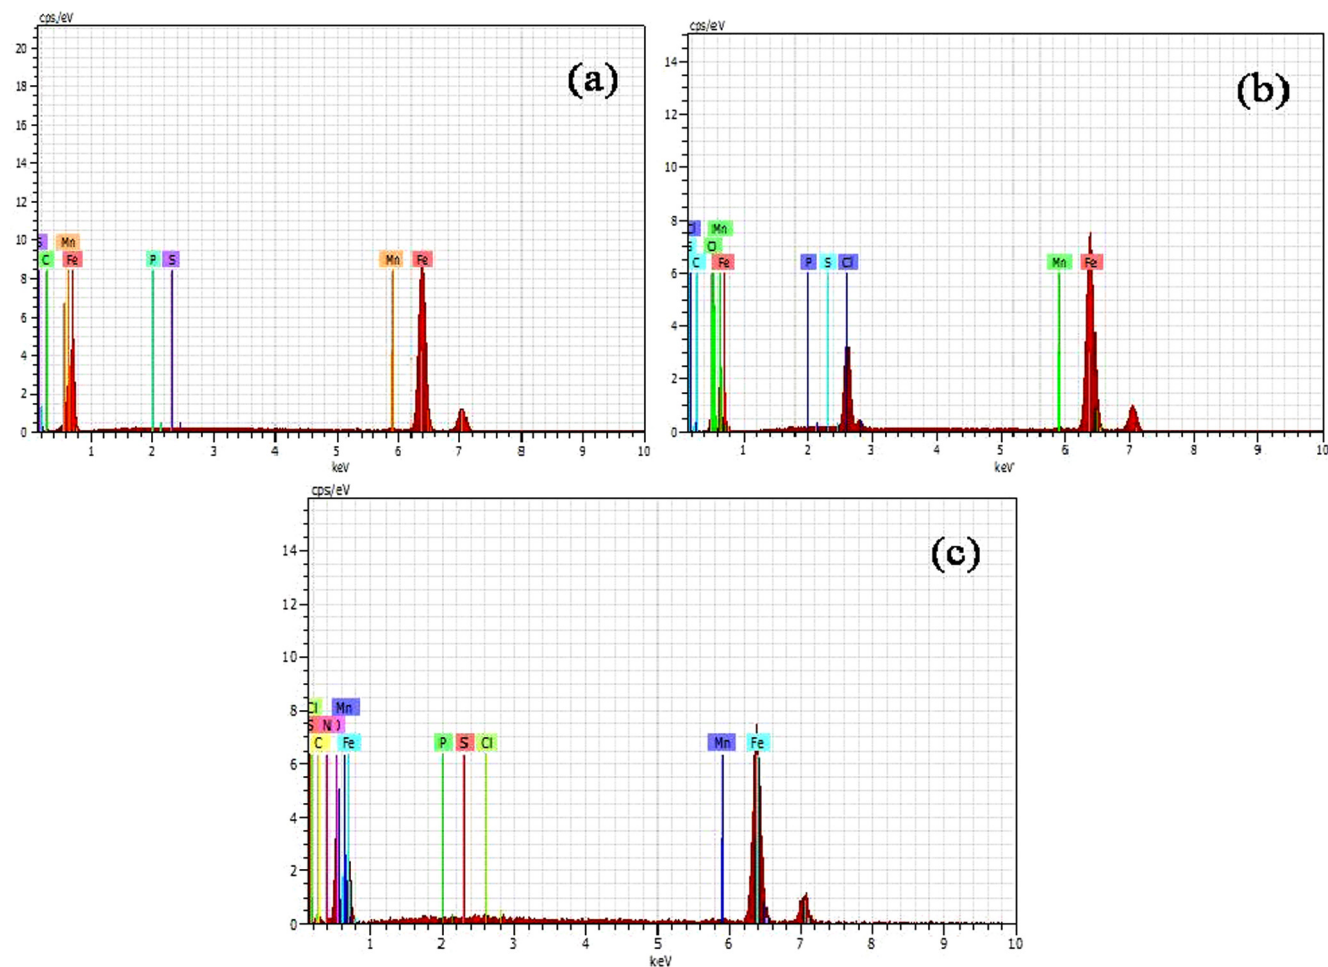 cps/eV
(a)
20
18
16
14
12
10
8
6
4
2
0
S Mn
C Fe P S Mn Fe
1 2 3 4 5 6 7 8 9 10
keV
cps/eV
(b)
14
12
10
8
6
4
2
0
Cl Mn
S O
C Fe P S Cl Mn Fe
1 2 3 4 5 6 7 8 9 10
keV
cps/eV
(c)
14
12
10
8
6
4
2
0
Cl Mn
S N O
C Fe P S Cl Mn Fe
1 2 3 4 5 6 7 8 9 10
keV